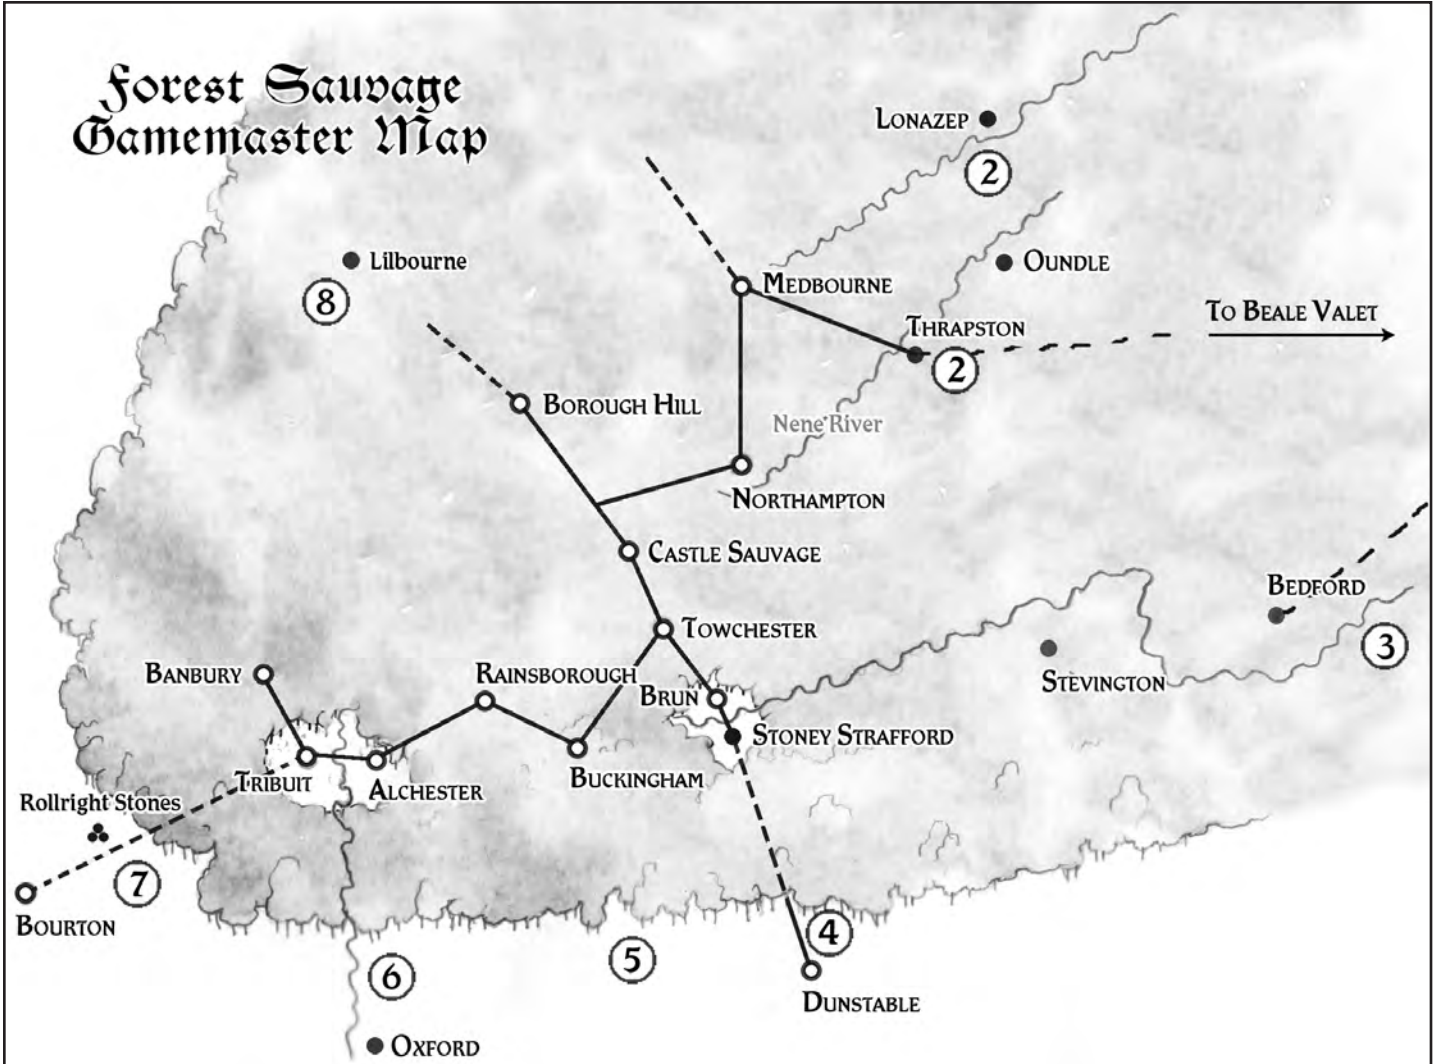 Forest Sauvage
Gamemaster Map
Lonazep
2
Lilbourne
8
Oundle
Medbourne
To Beale Valet
Thrapston
2
Borough Hill
Nene River
Northampton
Castle Sauvage
Bedford
Towchester
3
Banbury
Rainsborough
Stevington
Brun
Stoney Strafford
Tribuit
Alchester
Buckingham
Rollright Stones
7
Bourton
4
5
6
Dunstable
Oxford